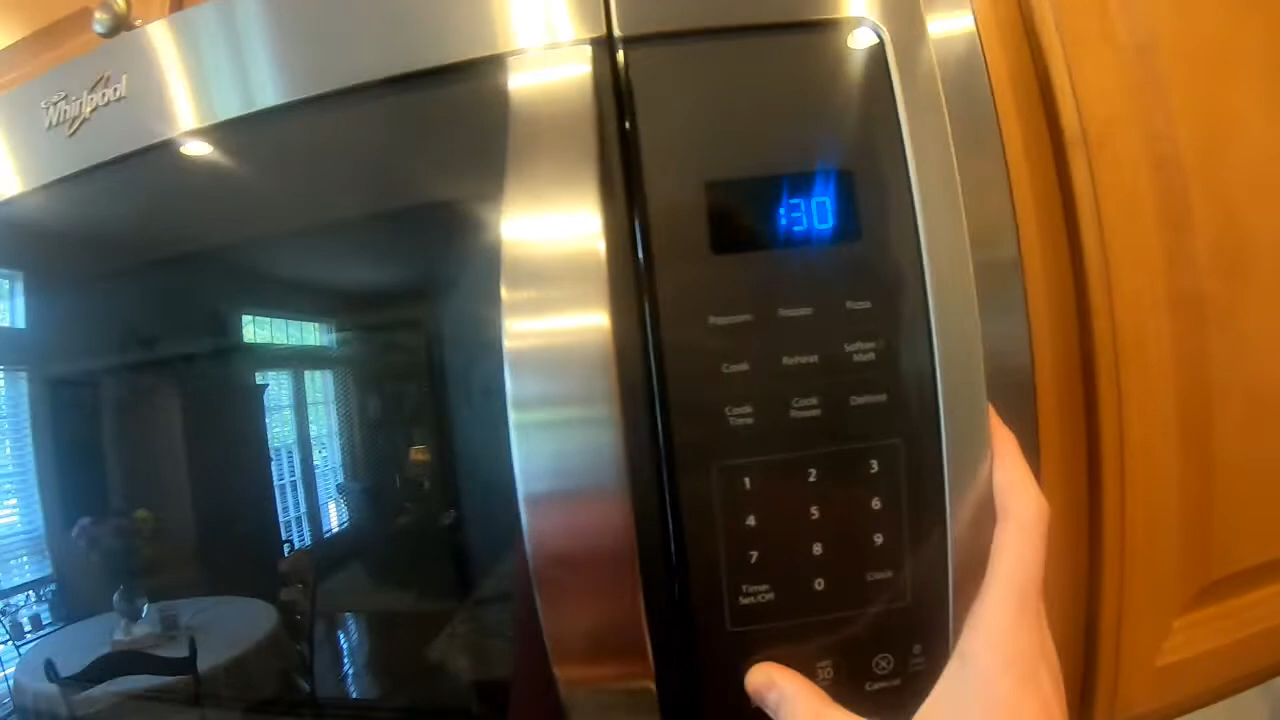 Whirlpool
:30
Popcorn Pizza
Cook Reheat Soften/
Melt
Cook
Time Cook
Power Defrost
1 2 3
4 5 6
7 8 9
Timer
Set/Off 0 Clock
30
Cancel